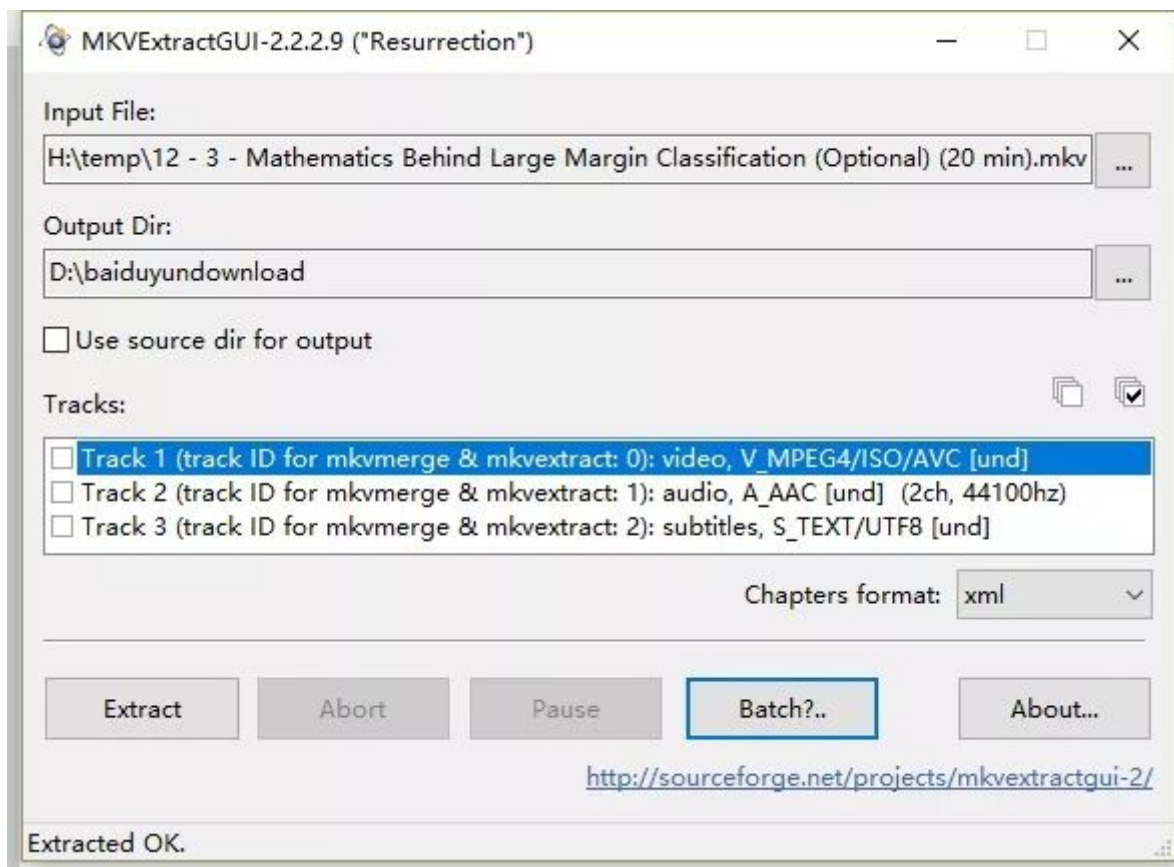 MKVExtractGUI-2.2.2.9 ("Resurrection")
Input File:
H:\temp\12 - 3 - Mathematics Behind Large Margin Classification (Optional) (20 min).mkv
...
Output Dir:
D:\baiduyundownload
...
Use source dir for output
Tracks:
Track 1 (track ID for mkvmerge & mkvextract: 0): video, V_MPEG4/ISO/AVC [und]
Track 2 (track ID for mkvmerge & mkvextract: 1): audio, A_AAC [und]  (2ch, 44100hz)
Track 3 (track ID for mkvmerge & mkvextract: 2): subtitles, S_TEXT/UTF8 [und]
Chapters format: xml
Extract Abort Pause Batch?.. About...
http://sourceforge.net/projects/mkvextractgui-2/
Extracted OK.